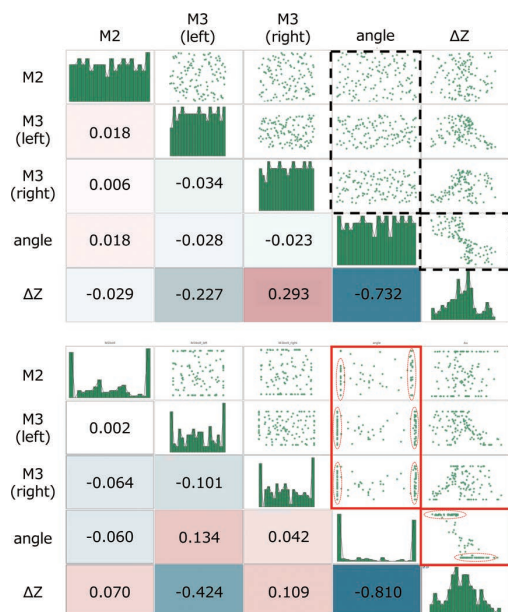 M2 M3 (left) M3 (right) angle ΔZ
M2
M3 (left) 0.018
M3 (right) 0.006 -0.034
angle 0.018 -0.028 -0.023
ΔZ -0.029 -0.227 0.293 -0.732
angle
M2
M3 (left) 0.002
M3 (right) -0.064 -0.101
angle -0.060 0.134 0.042
ΔZ 0.070 -0.424 0.109 -0.810